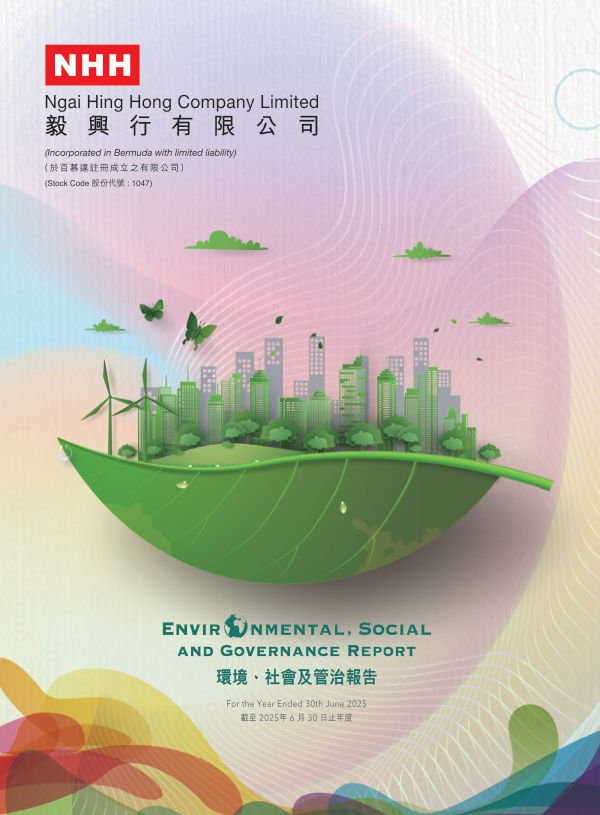 NHH
Ngai Hing Hong Company Limited
毅興行有限公司
(Incorporated in Bermuda with limited liability)
(於百慕達註冊成立之有限公司)
(Stock Code 股份代號 : 1047)
ENVIRONMENTAL, SOCIAL
AND GOVERNANCE REPORT
環境、社會及管治報告
For the Year Ended 30th June 2025
截至 2025年 6 月 30 日止年度